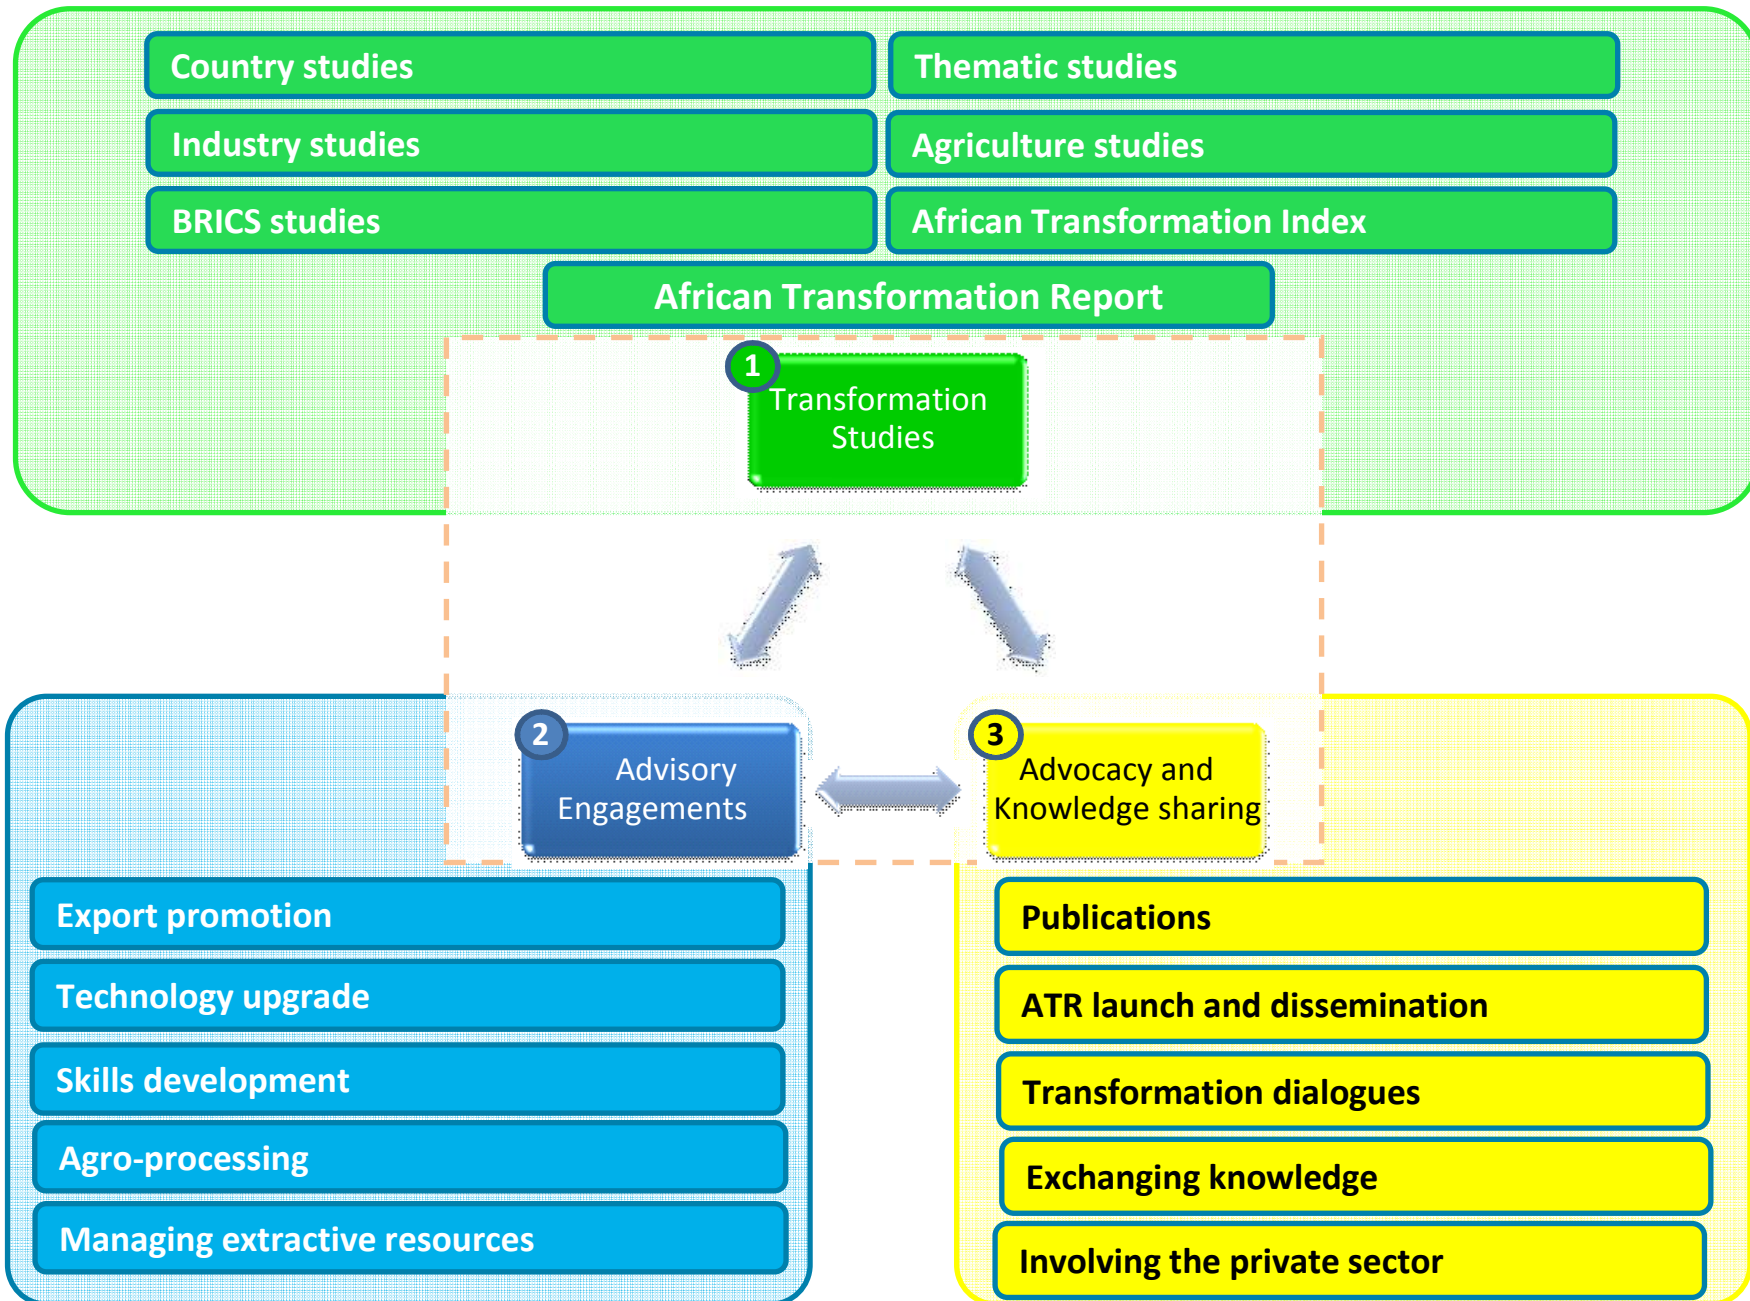 Country studies
Thematic studies
Industry studies
Agriculture studies
BRICS studies
African Transformation Index
African Transformation Report
1
Transformation
Studies
2
Advisory
Engagements
3
Advocacy and
Knowledge sharing
Export promotion
Technology upgrade
Skills development
Agro-processing
Managing extractive resources
Publications
ATR launch and dissemination
Transformation dialogues
Exchanging knowledge
Involving the private sector